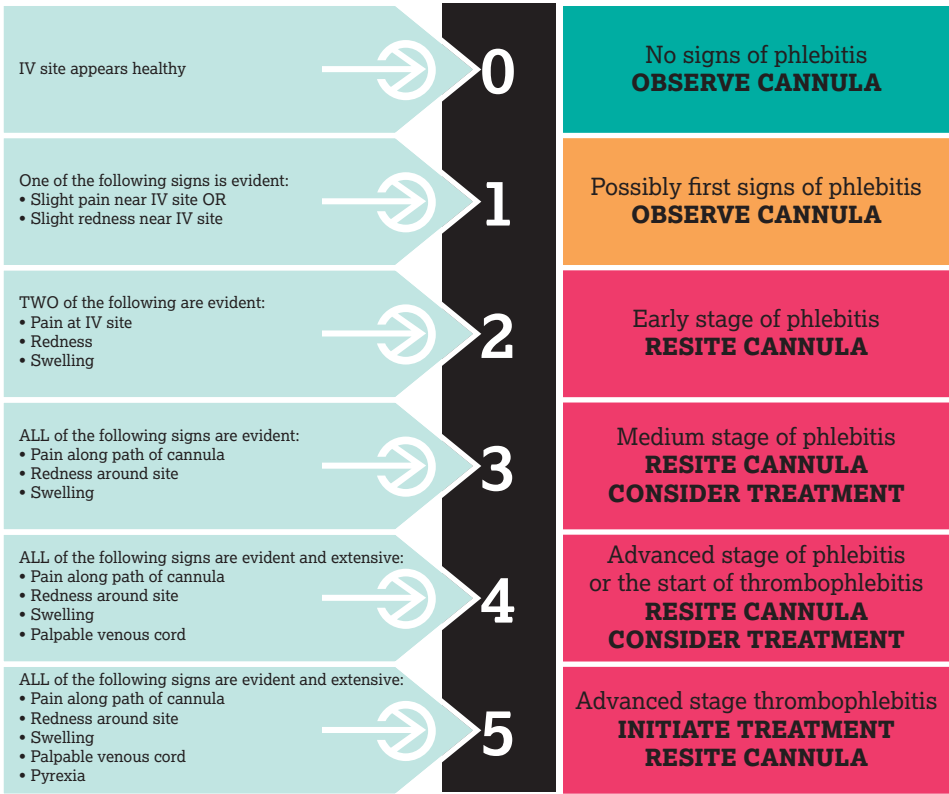 IV site appears healthy
0
No signs of phlebitis
OBSERVE CANNULA
One of the following signs is evident:
• Slight pain near IV site OR
• Slight redness near IV site
1
Possibly first signs of phlebitis
OBSERVE CANNULA
TWO of the following are evident:
• Pain at IV site
• Redness
• Swelling
2
Early stage of phlebitis
RESITE CANNULA
ALL of the following signs are evident:
• Pain along path of cannula
• Redness around site
• Swelling
3
Medium stage of phlebitis
RESITE CANNULA
CONSIDER TREATMENT
ALL of the following signs are evident and extensive:
• Pain along path of cannula
• Redness around site
• Swelling
• Palpable venous cord
4
Advanced stage of phlebitis
or the start of thrombophlebitis
RESITE CANNULA
CONSIDER TREATMENT
ALL of the following signs are evident and extensive:
• Pain along path of cannula
• Redness around site
• Swelling
• Palpable venous cord
• Pyrexia
5
Advanced stage thrombophlebitis
INITIATE TREATMENT
RESITE CANNULA